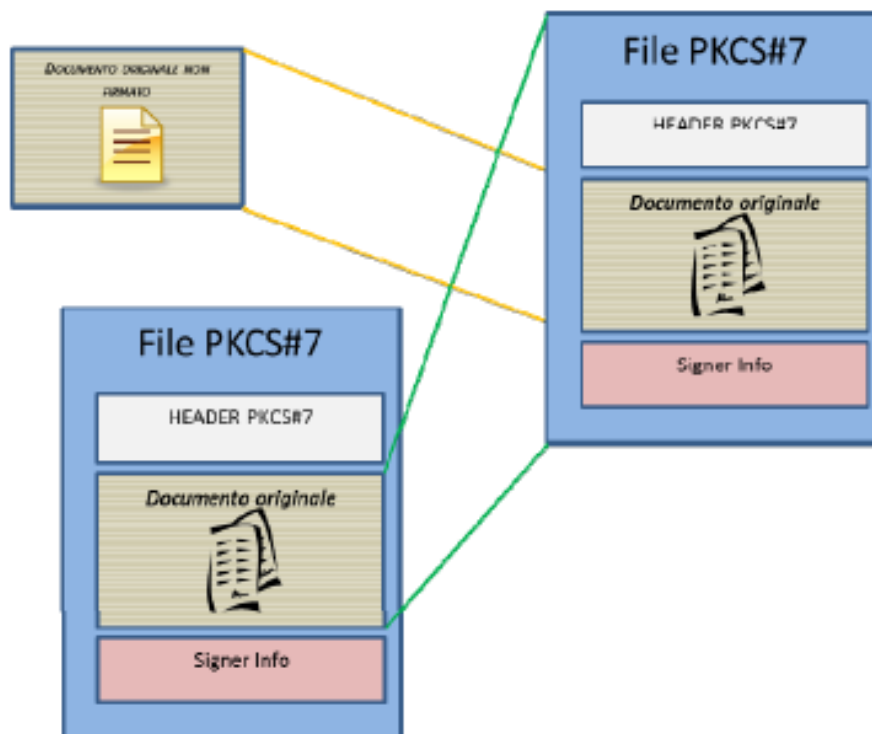 DOCUMENTO ORIGINALE NON
FIRMATO
File PKCS#7
HEADER PKCS#7
Documento originale
Signer Info
File PKCS#7
HEADER PKCS#7
Documento originale
Signer Info